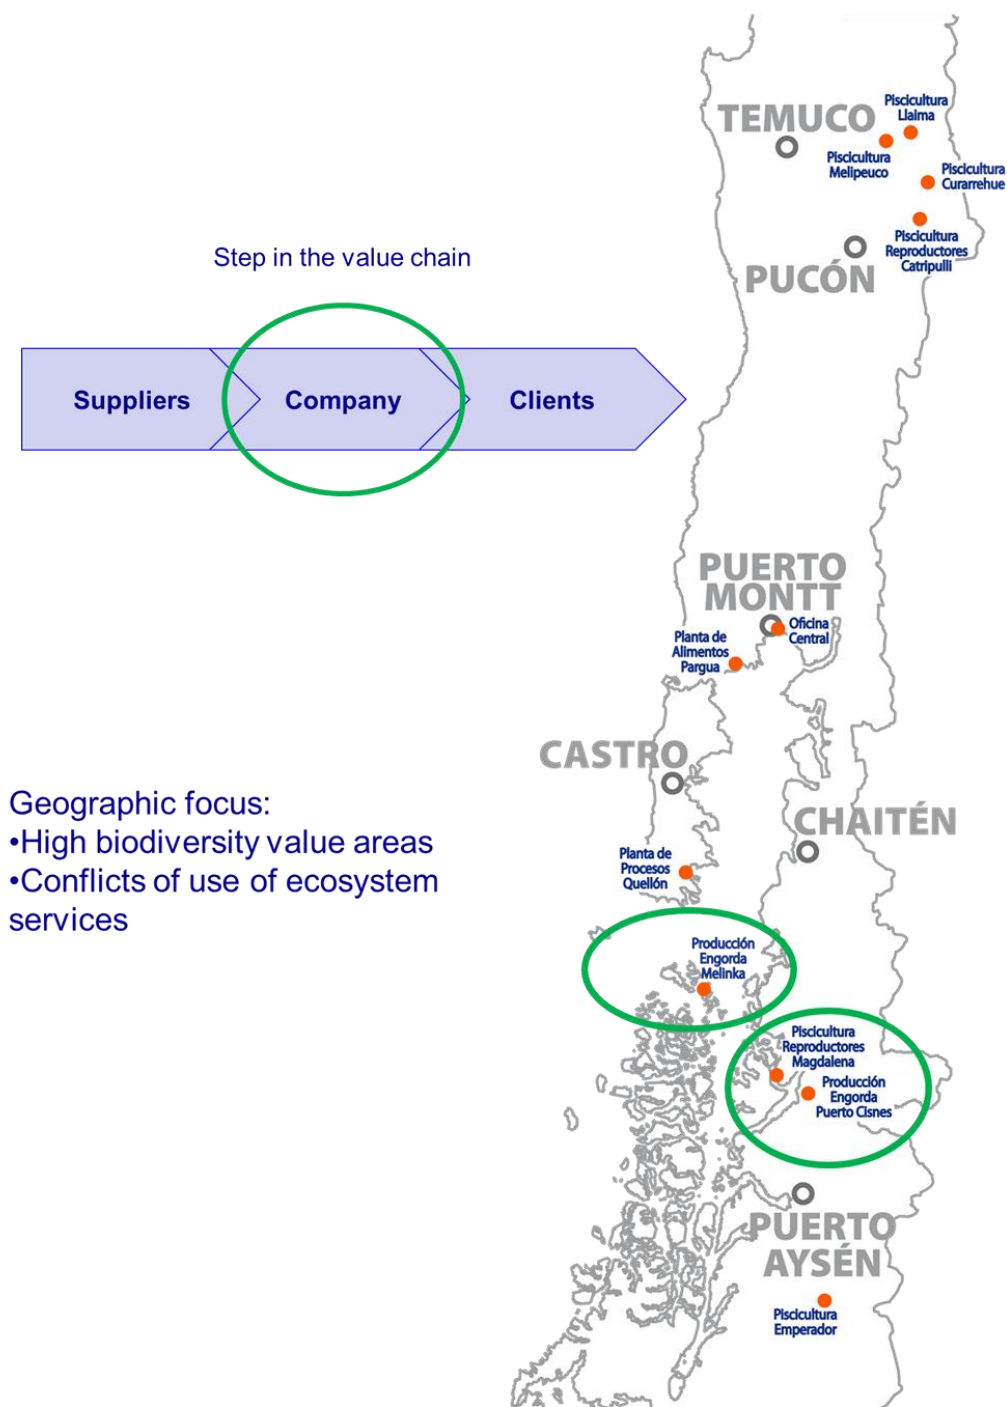 Step in the value chain
Suppliers
Company
Clients
Geographic focus:
•High biodiversity value areas
•Conflicts of use of ecosystem
services
TEMUCO
Piscicultura
Llaima
Piscicultura
Melipeuco
Piscicultura
Curarrehue
Piscicultura
Reproductores
Catripulli
PUCÓN
PUERTO
MONTT
Oficina
Central
Planta de
Alimentos
Pargua
CASTRO
CHAITÉN
Planta de
Procesos
Quellón
Producción
Engorda
Melinka
Piscicultura
Reproductores
Magdalena
Producción
Engorda
Puerto Cisnes
PUERTO
AYSÉN
Piscicultura
Emperador